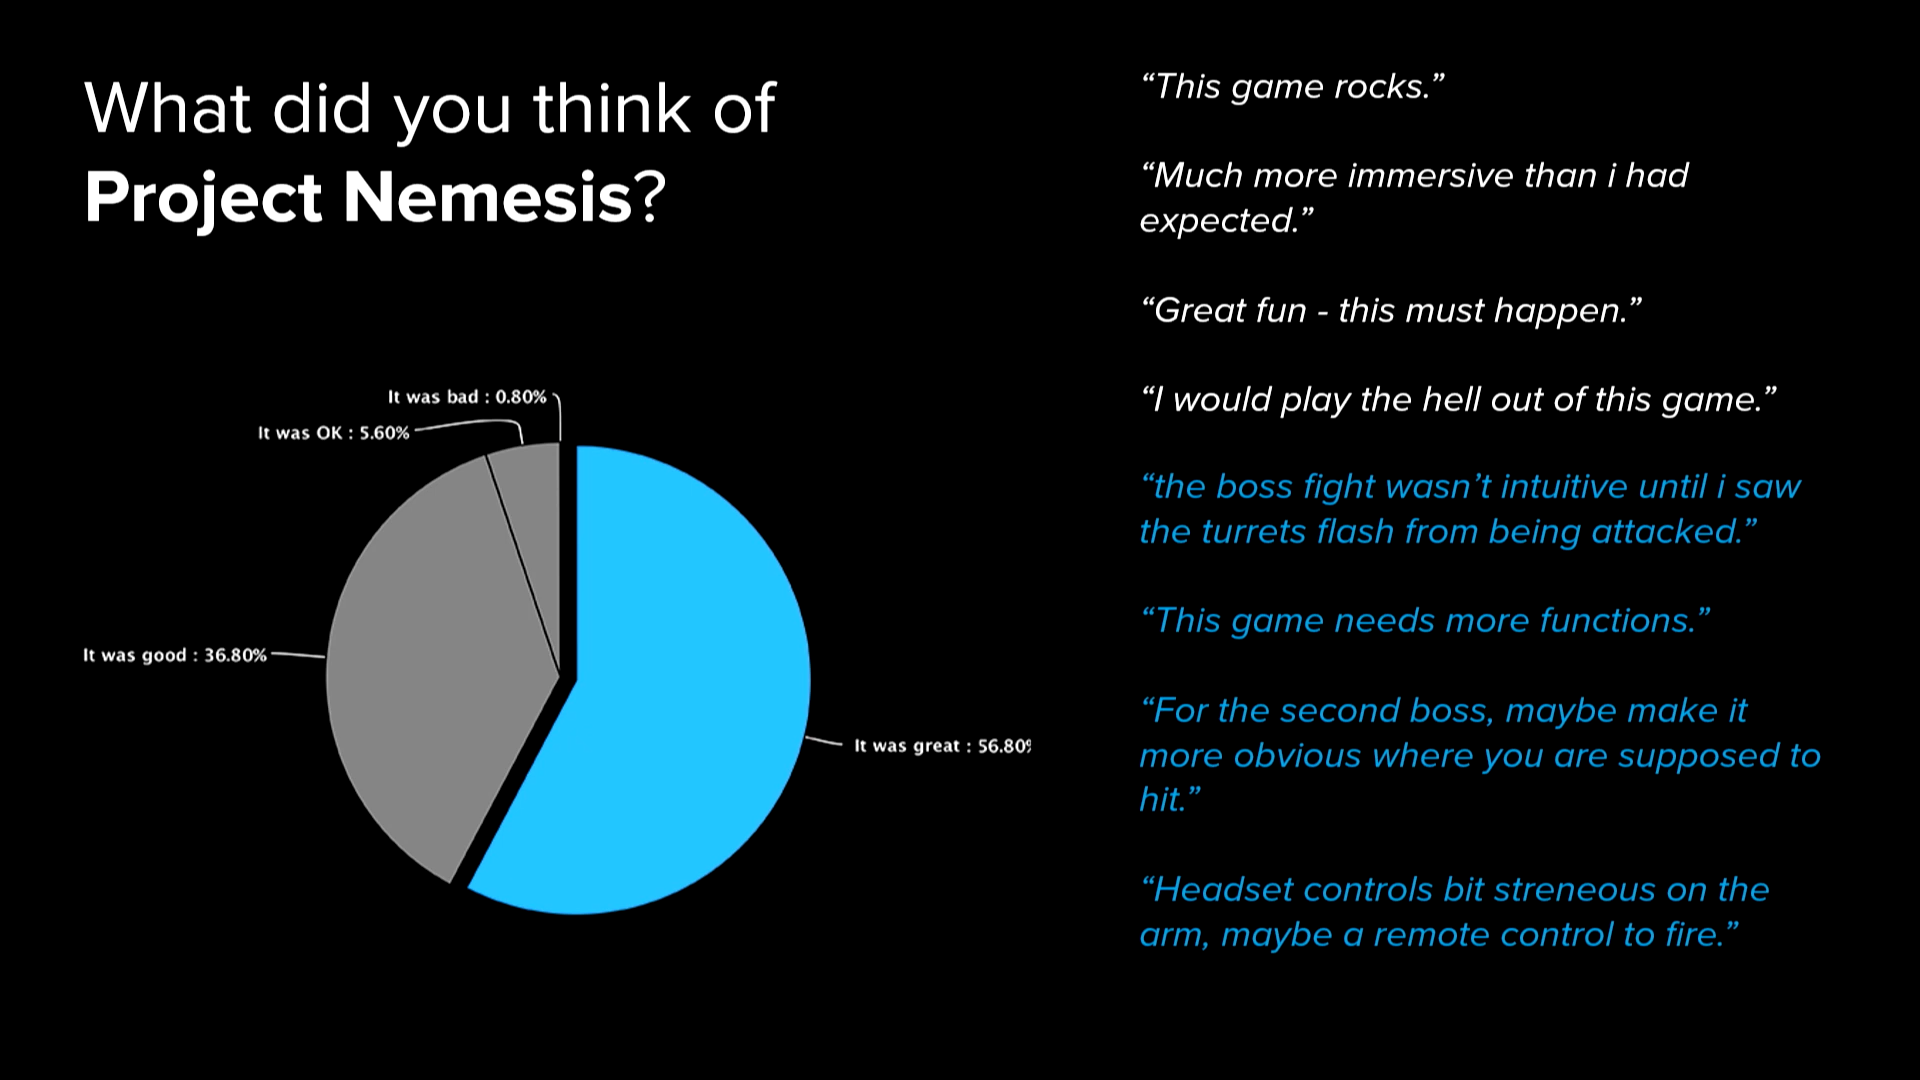 What did you think of
Project Nemesis?
It was bad : 0.80%
It was OK : 5.60%
It was good : 36.80%
It was great : 56.80%
“This game rocks.”
“Much more immersive than i had
expected.”
“Great fun - this must happen.”
“I would play the hell out of this game.”
“the boss fight wasn’t intuitive until i saw
the turrets flash from being attacked.”
“This game needs more functions.”
“For the second boss, maybe make it
more obvious where you are supposed to
hit.”
“Headset controls bit streneous on the
arm, maybe a remote control to fire.”